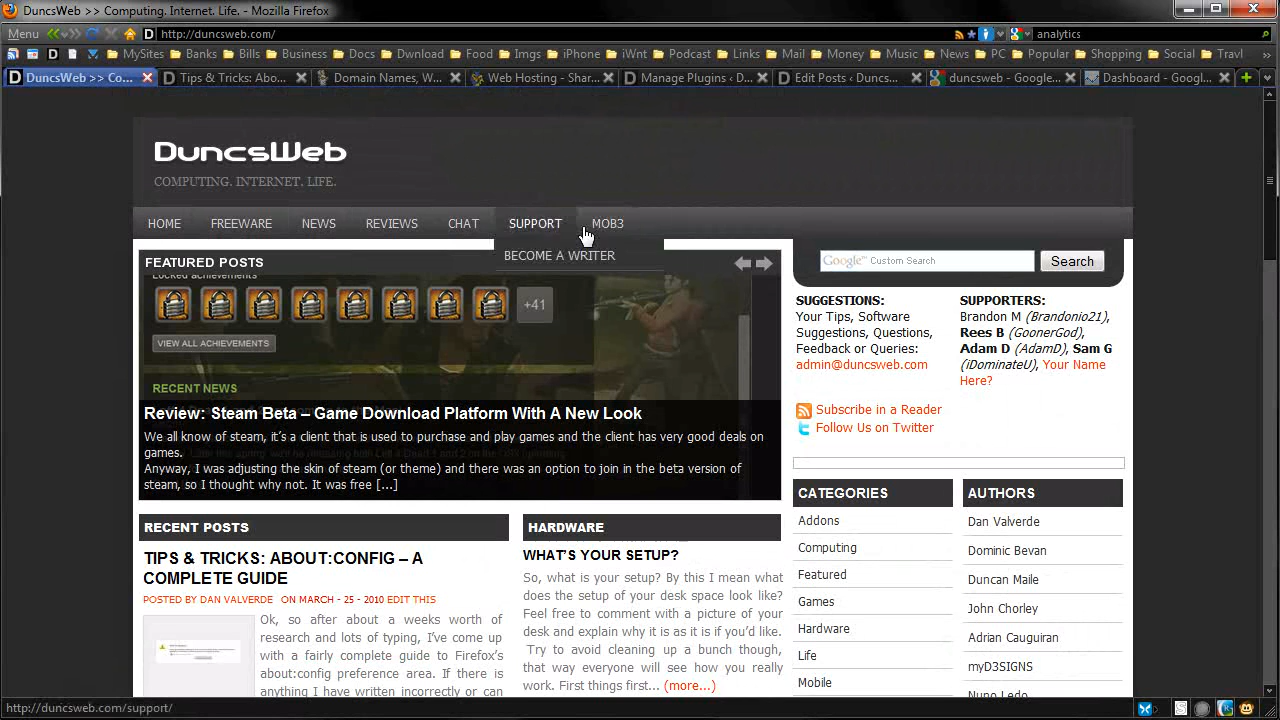 DuncsWeb >> Computing. Internet. Life. - Mozilla Firefox
Menu
http://duncsweb.com/
analytics
MySites Banks Bills Business Docs Dwnload Food Imgs iPhone iWnt Podcast Links Mail Money Music News PC Popular Shopping Social Travl
DuncsWeb >> Co... Tips & Tricks: Abo... Domain Names, W... Web Hosting - Shar... Manage Plugins ‹ D... Edit Posts ‹ Duncs... duncsweb - Google... Dashboard - Googl...
DuncsWeb
COMPUTING. INTERNET. LIFE.
HOME FREEWARE NEWS REVIEWS CHAT SUPPORT MOB3
BECOME A WRITER
FEATURED POSTS
Locked achievements
+41
VIEW ALL ACHIEVEMENTS
RECENT NEWS
Review: Steam Beta – Game Download Platform With A New Look
We all know of steam, it's a client that is used to purchase and play games and the client has very good deals on
games.
Anyway, I was adjusting the skin of steam (or theme) and there was an option to join in the beta version of
steam, so I thought why not. It was free [...]
Google™ Custom Search
Search
SUGGESTIONS:
Your Tips, Software
Suggestions, Questions,
Feedback or Queries:
admin@duncsweb.com
SUPPORTERS:
Brandon M (Brandonio21),
Rees B (GoonerGod),
Adam D (AdamD), Sam G
(iDominateU), Your Name
Here?
Subscribe in a Reader
Follow Us on Twitter
RECENT POSTS
TIPS & TRICKS: ABOUT:CONFIG – A
COMPLETE GUIDE
POSTED BY DAN VALVERDE ON MARCH - 25 - 2010 EDIT THIS
Ok, so after about a weeks worth of
research and lots of typing, I've come up
with a fairly complete guide to Firefox's
about:config preference area. If there is
anything I have written incorrectly or can
HARDWARE
WHAT'S YOUR SETUP?
So, what is your setup? By this I mean what
does the setup of your desk space look like?
Feel free to comment with a picture of your
desk and explain why it is as it is if you'd like.
Try to avoid cleaning up a bunch though,
that way everyone will see how you really
work. First things first... (more...)
CATEGORIES
Addons
Computing
Featured
Games
Hardware
Life
Mobile
AUTHORS
Dan Valverde
Dominic Bevan
Duncan Maile
John Chorley
Adrian Cauguiran
myD3SIGNS
Nuno Ledo
http://duncsweb.com/support/